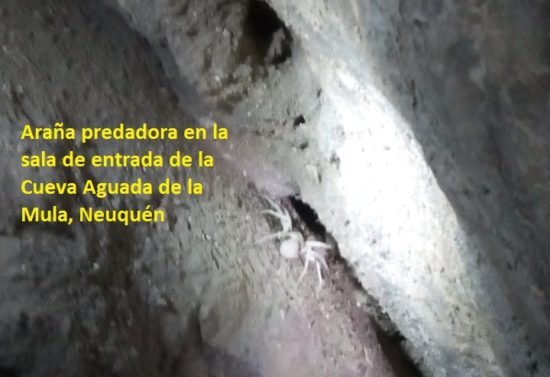 Araña predadora en la
sala de entrada de la
Cueva Aguada de la
Mula, Neuquén